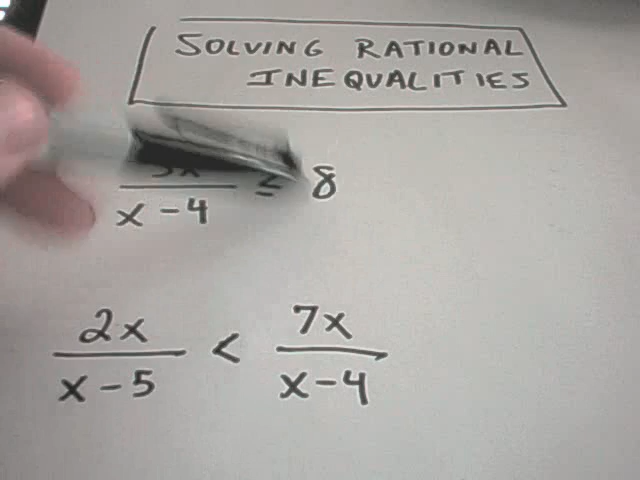 SOLVING RATIONAL
INEQUALITIES
x - 4
8
2x < 7x
x - 5 x - 4